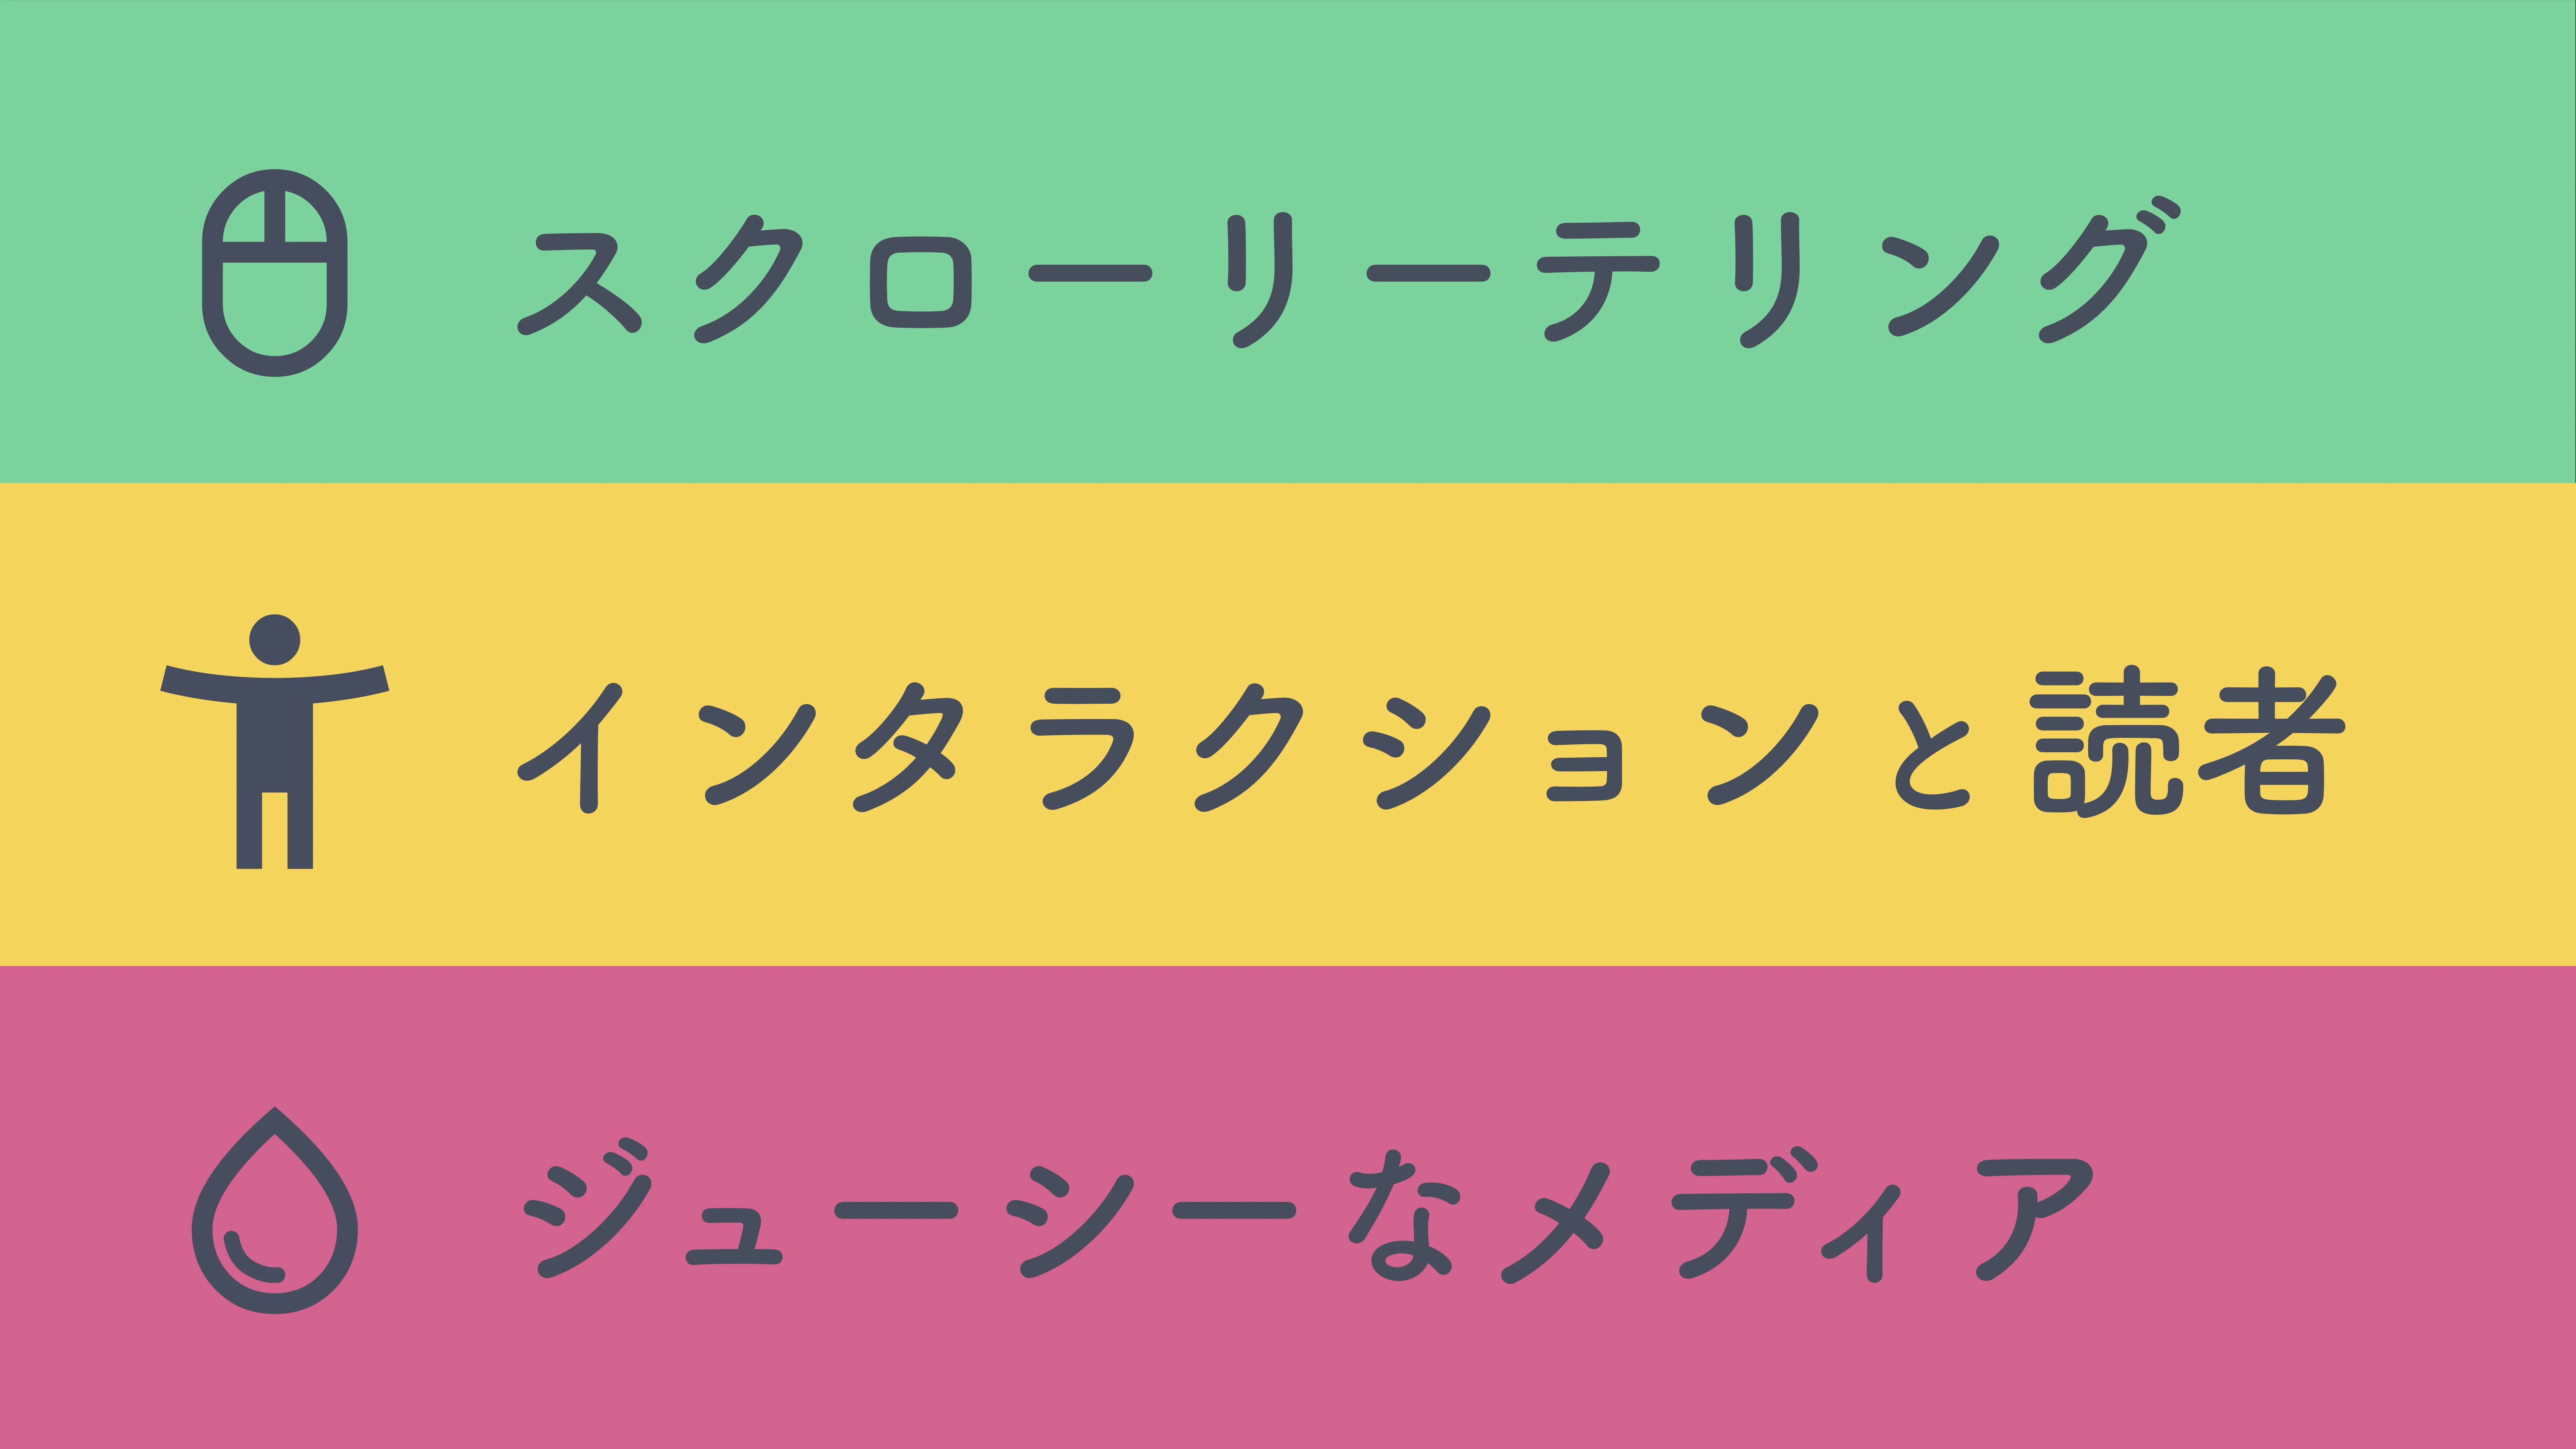 スクローリーテリング
インタラクションと読者
ジューシーなメディア